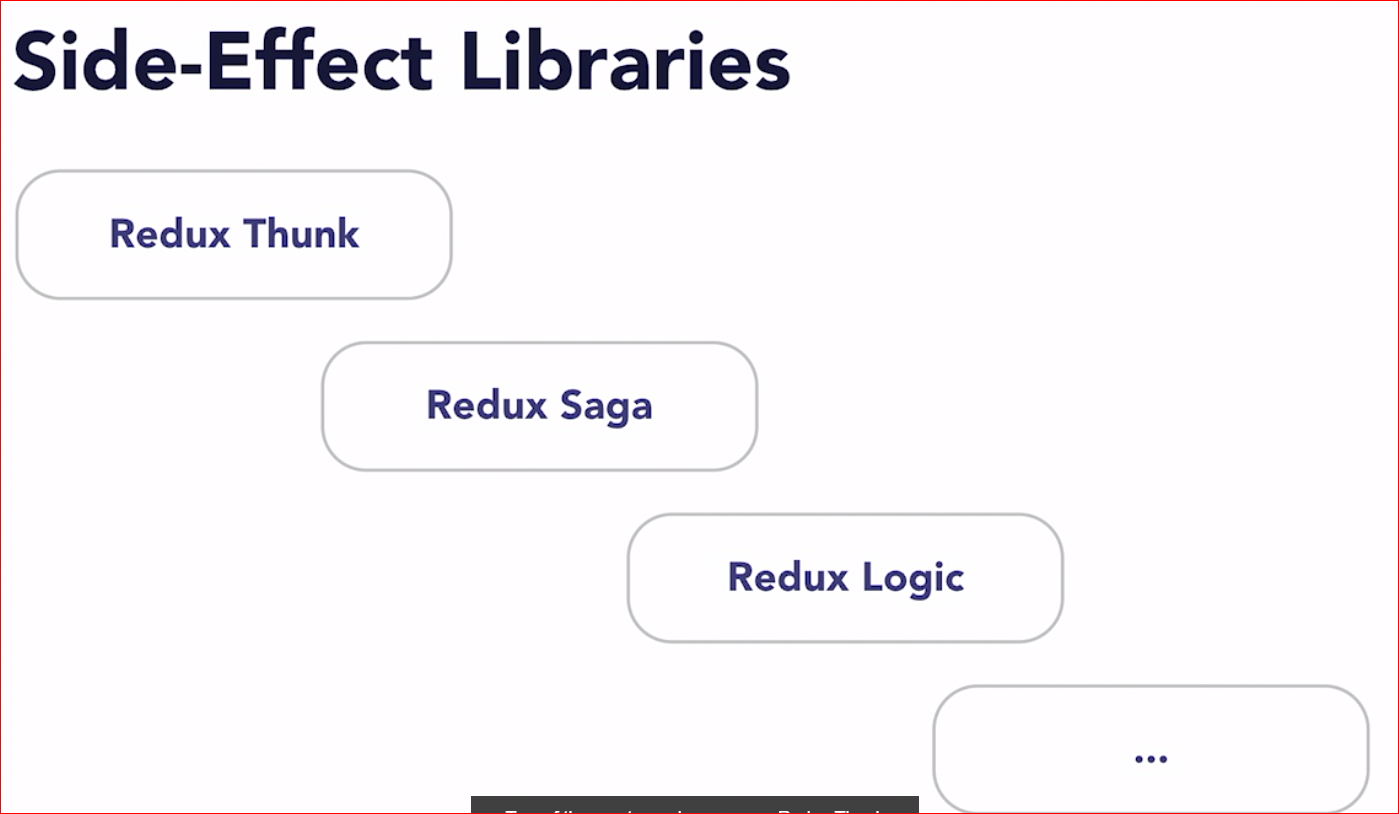 Side-Effect Libraries
Redux Thunk
Redux Saga
Redux Logic
...